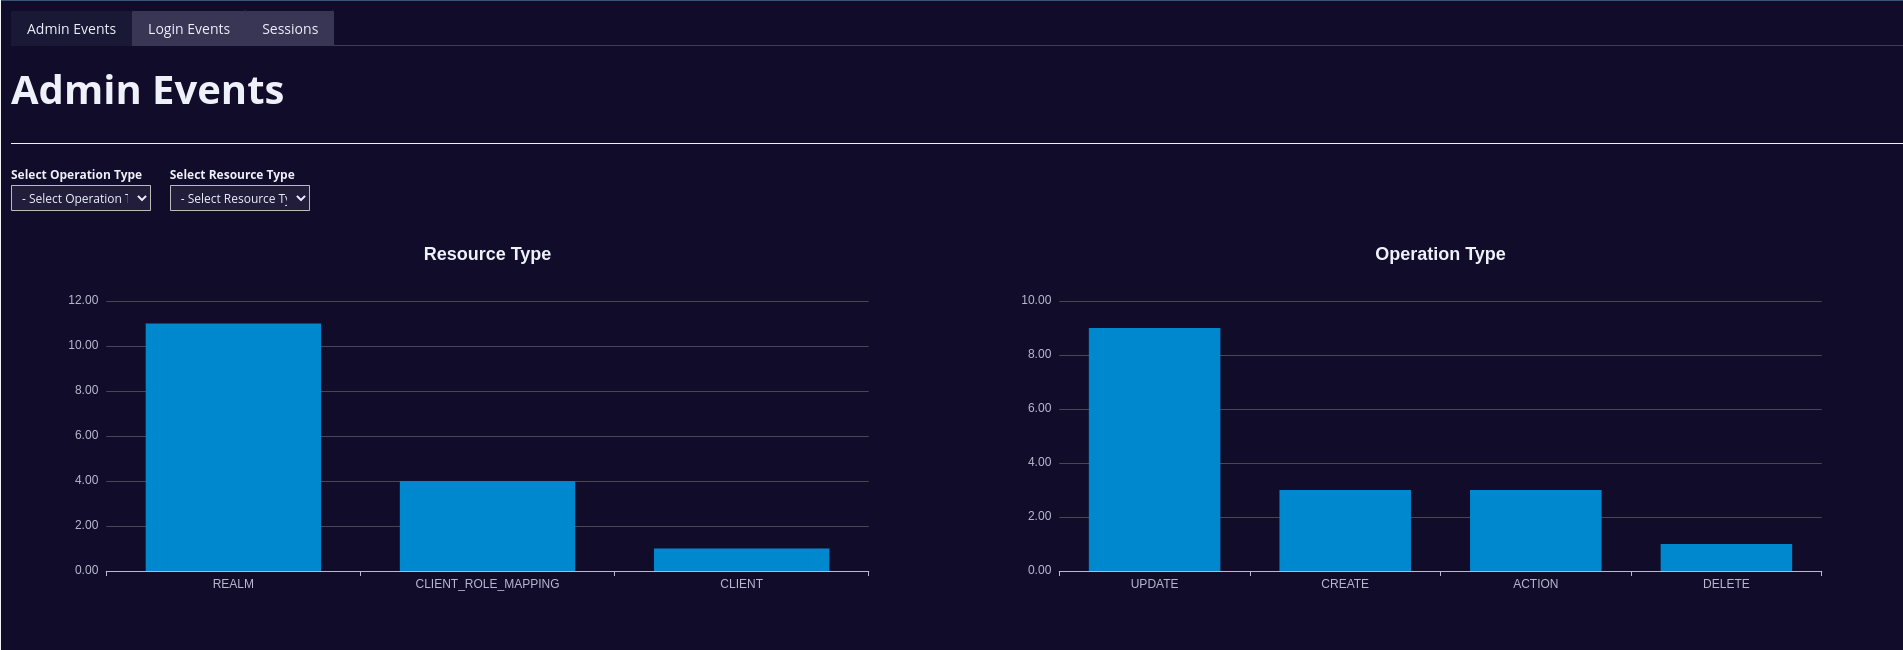 Admin Events Login Events Sessions
Admin Events
Select Operation Type Select Resource Type
- Select Operation T - Select Resource Ty
Resource Type
12.00
10.00
8.00
6.00
4.00
2.00
0.00
REALM CLIENT_ROLE_MAPPING CLIENT
Operation Type
10.00
8.00
6.00
4.00
2.00
0.00
UPDATE CREATE ACTION DELETE